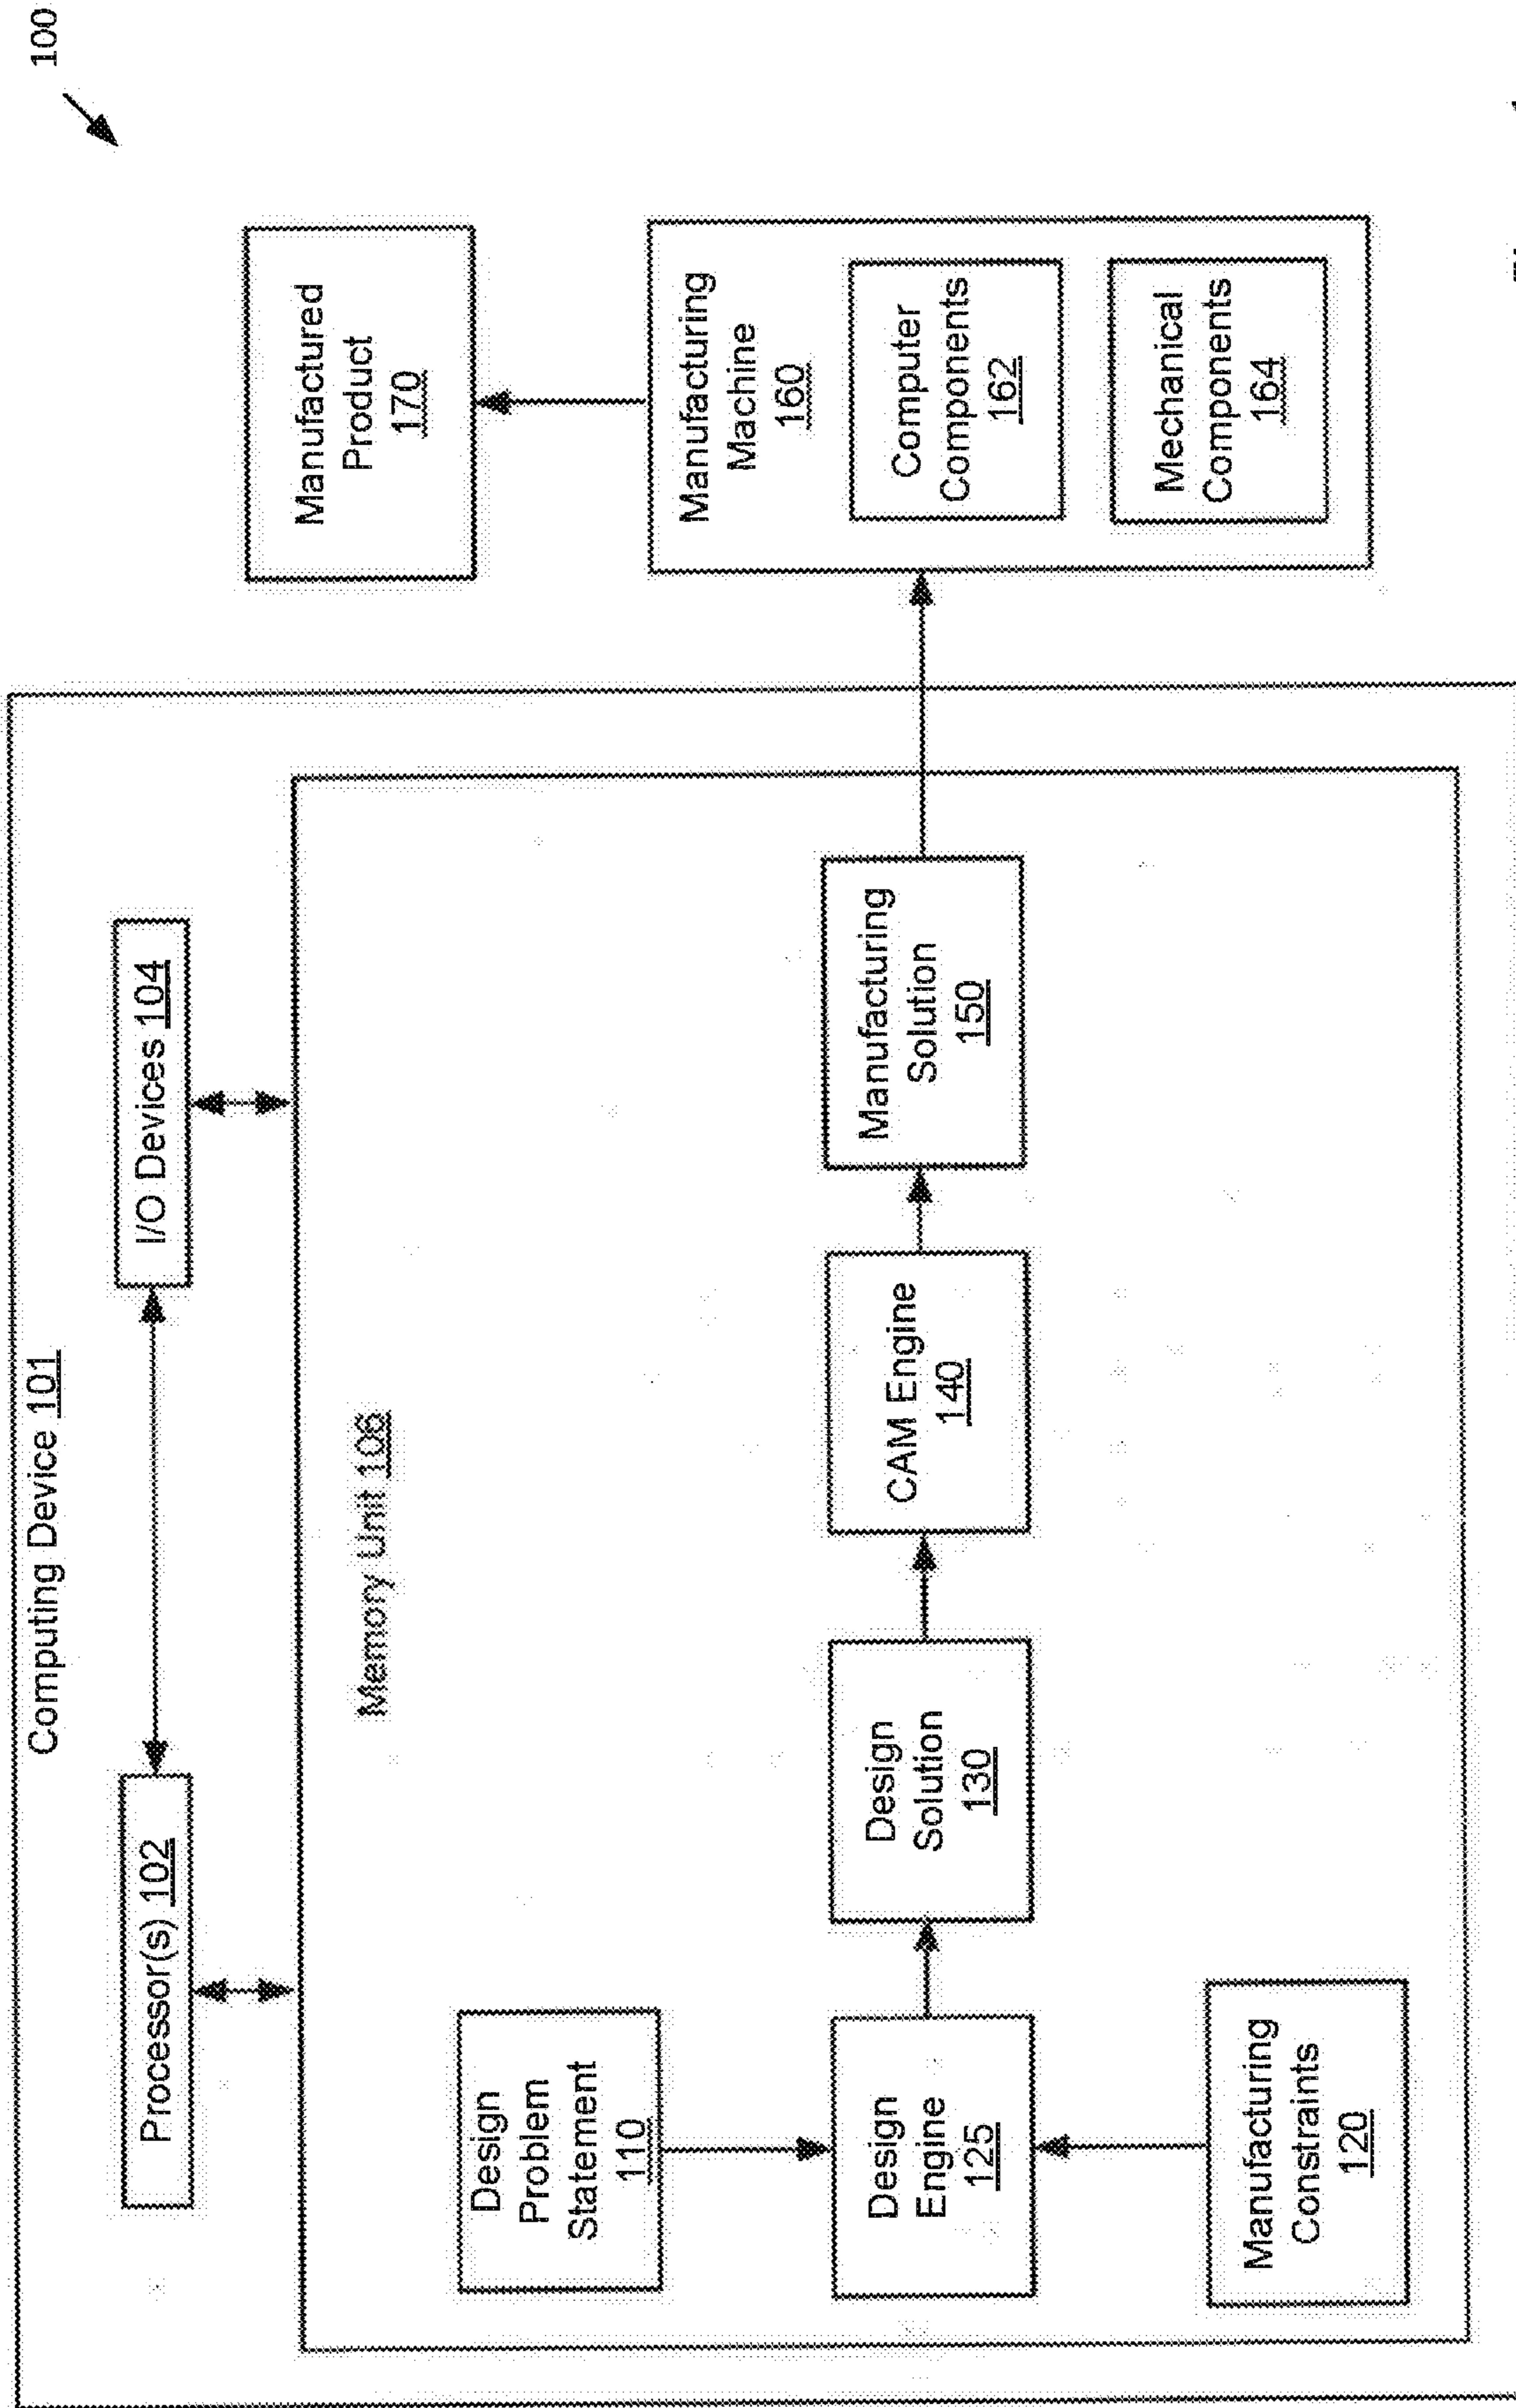 100
Computing Device 101
Processor(s) 102
I/O Devices 104
Memory Unit 106
Design
Problem
Statement
110
Design
Engine
125
Manufacturing
Constraints
120
Design
Solution
130
CAM Engine
140
Manufacturing
Solution
150
Manufactured
Product
170
Manufacturing
Machine
160
Computer
Components
162
Mechanical
Components
164